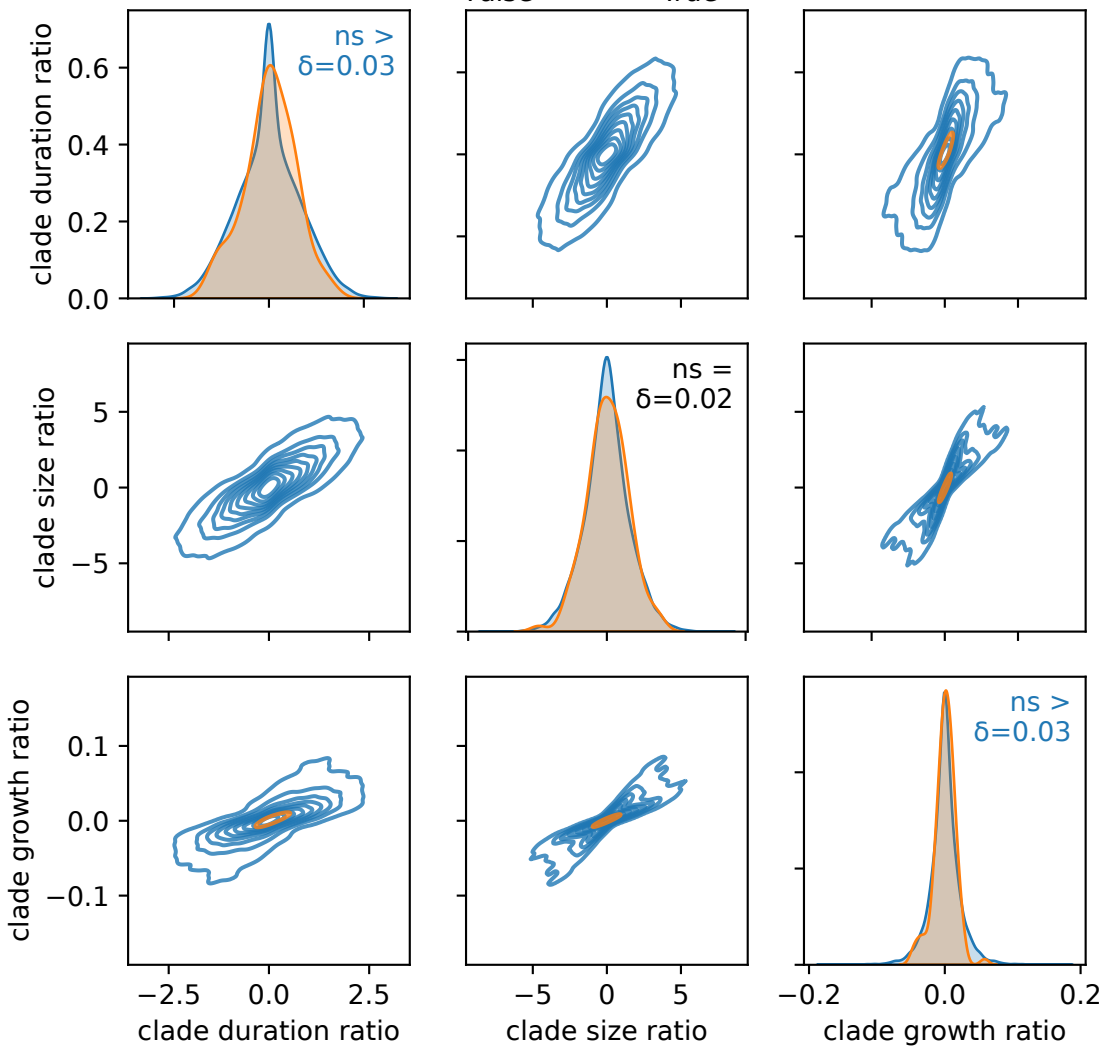 clade duration ratio
0.6
0.4
0.2
0.0
ns >
δ=0.03
clade size ratio
5
0
−5
ns =
δ=0.02
clade growth ratio
0.1
0.0
−0.1
ns >
δ=0.03
−2.5 0.0 2.5
clade duration ratio
−5 0 5
clade size ratio
−0.2 0.0 0.2
clade growth ratio